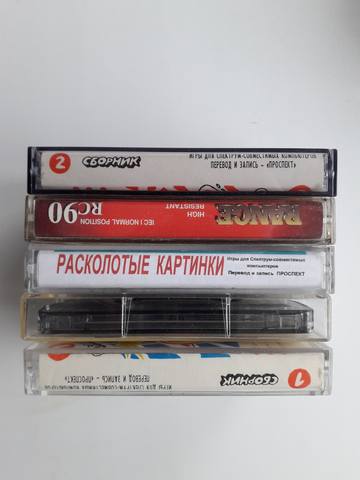 2 СБОРНИК
ИГРЫ ДЛЯ СПЕКТРУМ-СОВМЕСТИМЫХ КОМПЬЮТЕРОВ
ПЕРЕВОД И ЗАПИСЬ - «ПРОСПЕКТ»
RANGE
HIGH
RESISTANT
IEC I NORMAL POSITION
RC90
РАСКОЛОТЫЕ КАРТИНКИ
Игры для Спектрум-совместимых
компьютеров
Перевод и запись ПРОСПЕКТ
1 СБОРНИК
ИГРЫ ДЛЯ СПЕКТРУМ-СОВМЕСТИМЫХ КОМПЬЮТЕРОВ
ПЕРЕВОД И ЗАПИСЬ - «ПРОСПЕКТ»